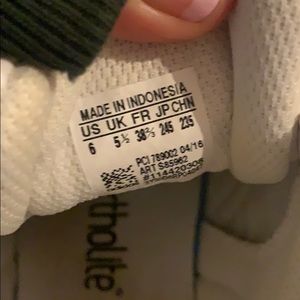 MADE IN INDONESIA
US UK FR JP CHN
6 5½ 38⅔ 245 235
PCI 789002 04/16
ART S85962
ortholite